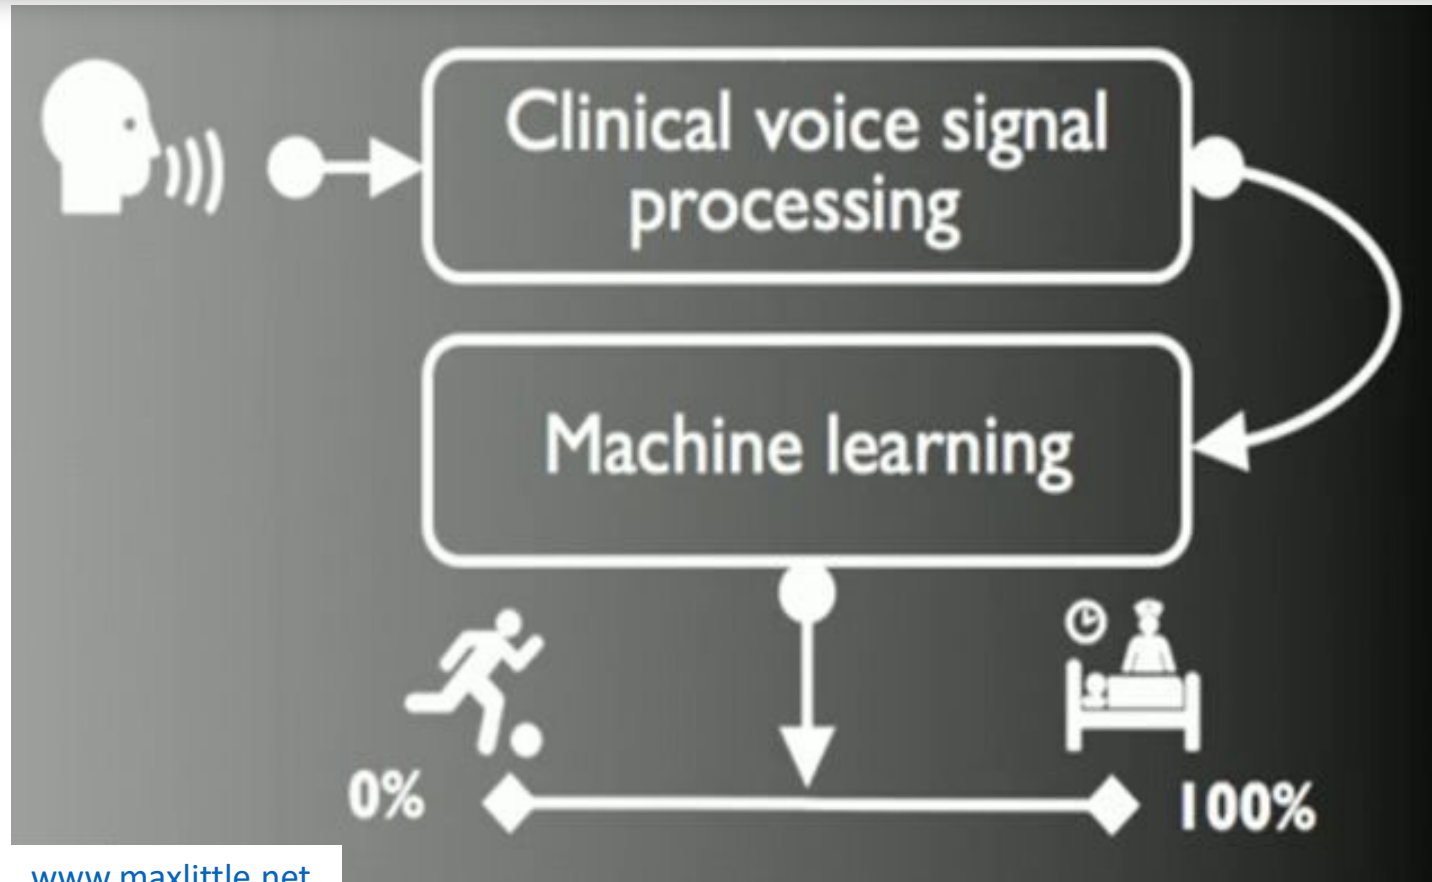 Clinical voice signal
processing
Machine learning
0%
100%
www.maxlittle.net